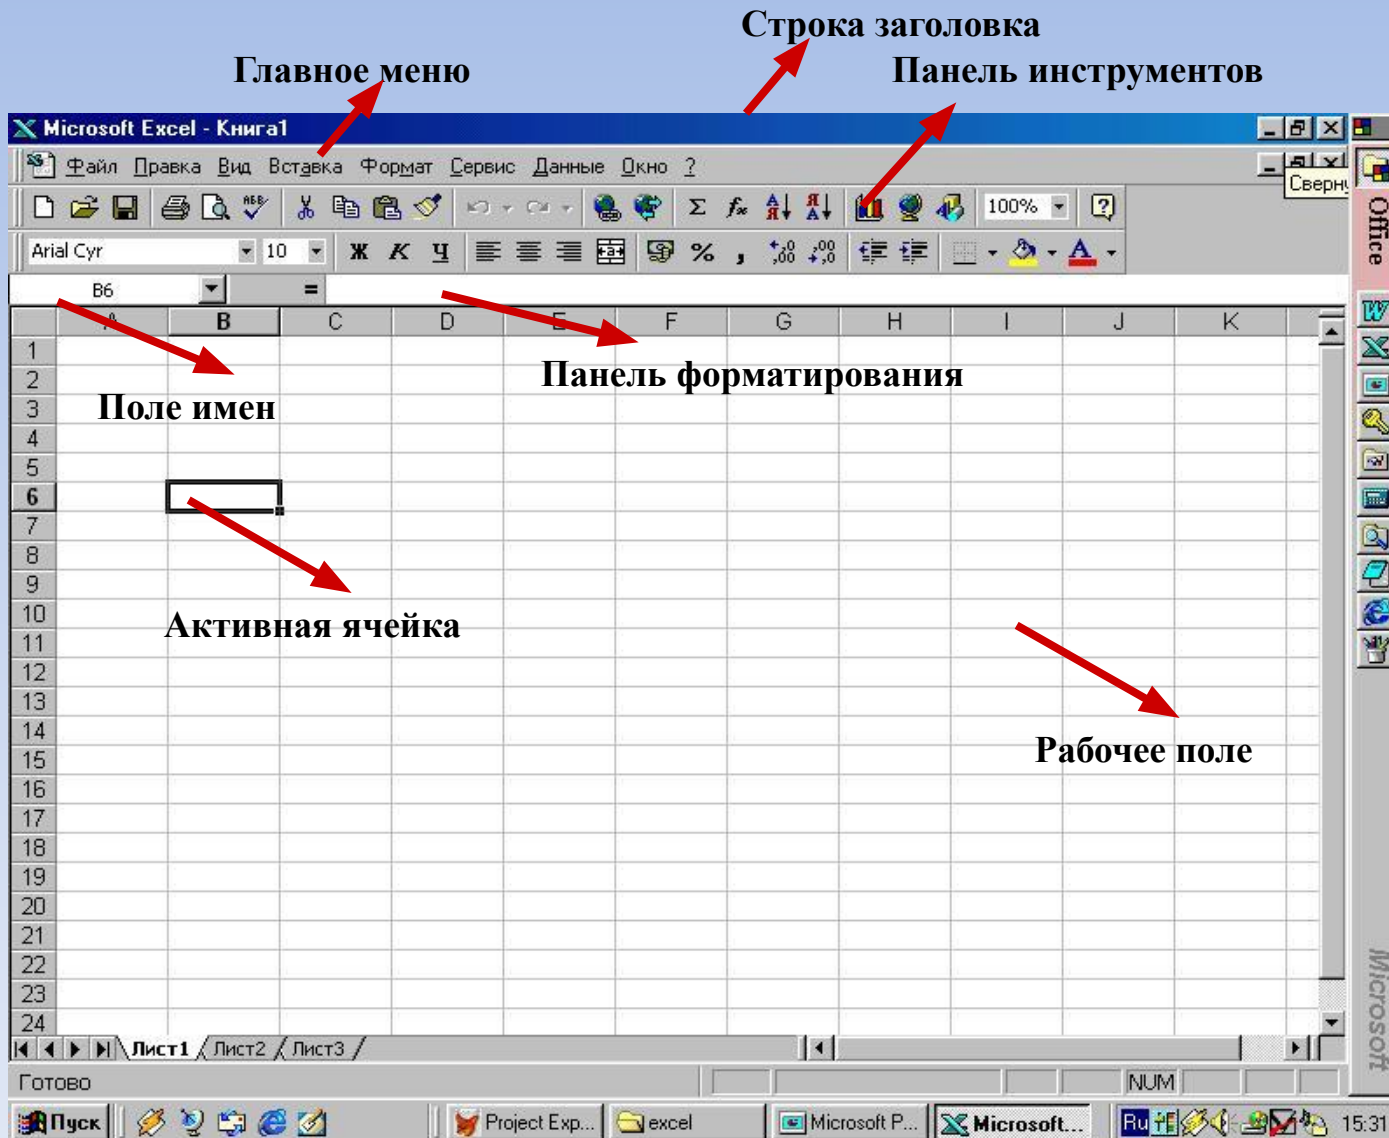 Строка заголовка
Главное меню
Панель инструментов
Microsoft Excel - Книга1
Файл Правка Вид Вставка Формат Сервис Данные Окно ?
Сверну
100%
Arial Cyr 10 Ж К Ч
B6 =
A B C D E F G H I J K
1
2
Панель форматирования
3
Поле имен
4
5
6
7
8
9
10
Активная ячейка
11
12
13
14
15
Рабочее поле
16
17
18
19
20
21
22
23
24
Лист1 Лист2 Лист3
Готово
NUM
Пуск
Project Exp...
excel
Microsoft P...
Microsoft...
Ru
15:31
Office
Microsoft